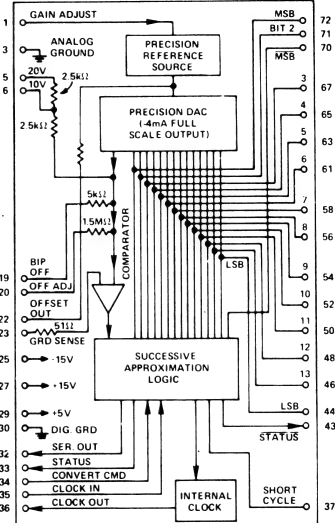 1 GAIN ADJUST
3 ANALOG GROUND
5 20V
6 10V
2.5kΩ
2.5kΩ
PRECISION
REFERENCE
SOURCE
PRECISION DAC
(-4mA FULL
SCALE OUTPUT)
5kΩ
1.5MΩ
COMPARATOR
19 BIP OFF
20 OFF ADJ
22 OFFSET OUT
23 51Ω
GRD SENSE
25 -15V
27 +15V
29 +5V
30 DIG. GRD
32 SER. OUT
33 STATUS
34 CONVERT CMD
35 CLOCK IN
36 CLOCK OUT
SUCCESSIVE
APPROXIMATION
LOGIC
INTERNAL
CLOCK
LSB
MSB 72
BIT 2 71
MSB 70
3 67
4 65
5 63
6 61
7 58
8 56
9 54
10 52
11 50
12 48
13 46
LSB 44
STATUS 43
SHORT
CYCLE 37